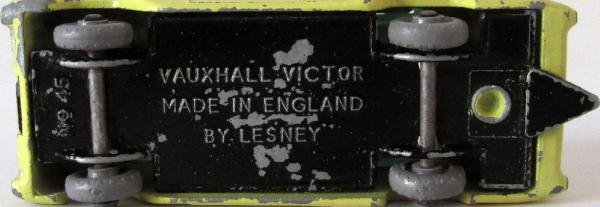 VAUXHALL VICTOR
MADE IN ENGLAND
BY LESNEY
No 45